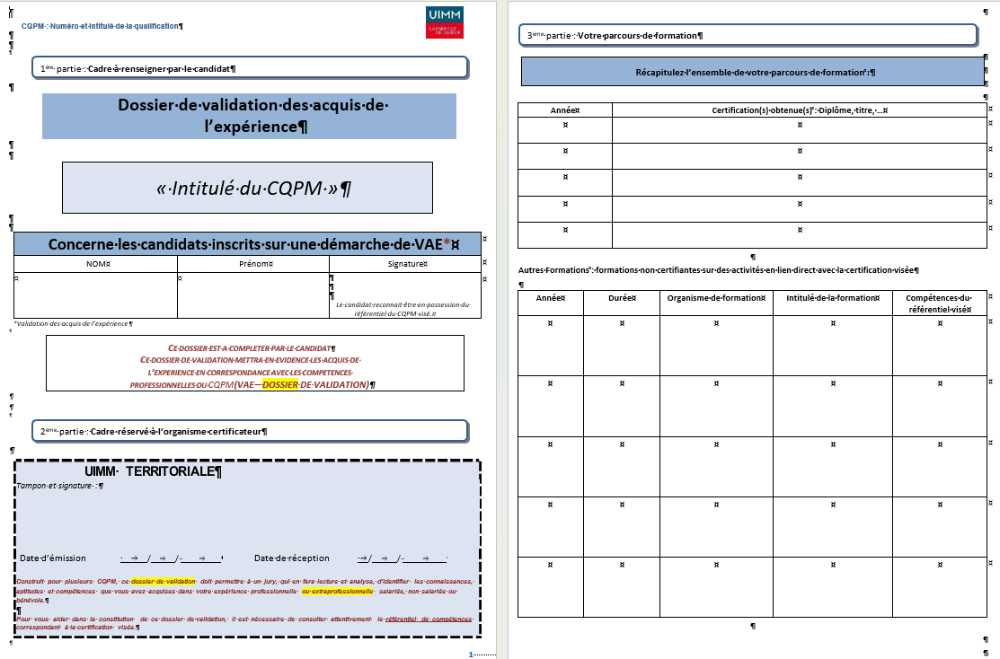 CQPM : Numéro et intitulé de la qualification¶
UIMM
LA FABRIQUE
DE L'AVENIR
1ère partie : Cadre à renseigner par le candidat¶
Dossier de validation des acquis de
l'expérience¶
« Intitulé du CQPM »¶
Concerne les candidats inscrits sur une démarche de VAE*¤
NOM¤ Prénom¤ Signature¤
Le candidat reconnait être en possession du
référentiel du CQPM visé.¤
*Validation des acquis de l'expérience¶
CE DOSSIER EST A COMPLETER PAR LE CANDIDAT¶
CE DOSSIER DE VALIDATION METTRA EN EVIDENCE LES ACQUIS DE
L'EXPERIENCE EN CORRESPONDANCE AVEC LES COMPETENCES
PROFESSIONNELLES DU CQPM (VAE – DOSSIER DE VALIDATION)¶
2ème partie : Cadre réservé à l'organisme certificateur¶
UIMM TERRITORIALE¶
Tampon et signature :¶
Date d'émission / / Date de réception / /
Construit pour plusieurs CQPM, ce dossier de validation doit permettre à un jury, qui en fera lecture et analyse, d'identifier les connaissances,
aptitudes et compétences que vous avez acquises dans votre expérience professionnelle ou extraprofessionnelle salariée, non salariée ou
bénévole.¶
Pour vous aider dans la constitution de ce dossier de validation, il est nécessaire de consulter attentivement le référentiel de compétences
correspondant à la certification visée.¶
1
3ème partie : Votre parcours de formation¶
Récapitulez l'ensemble de votre parcours de formation :¶
Année¤ Certification(s) obtenue(s) : Diplôme, titre, …¤
Autres Formations : formations non certifiantes sur des activités en lien direct avec la certification visée¶
Année¤ Durée¤ Organisme de formation¤ Intitulé de la formation¤ Compétences du
référentiel visé¤